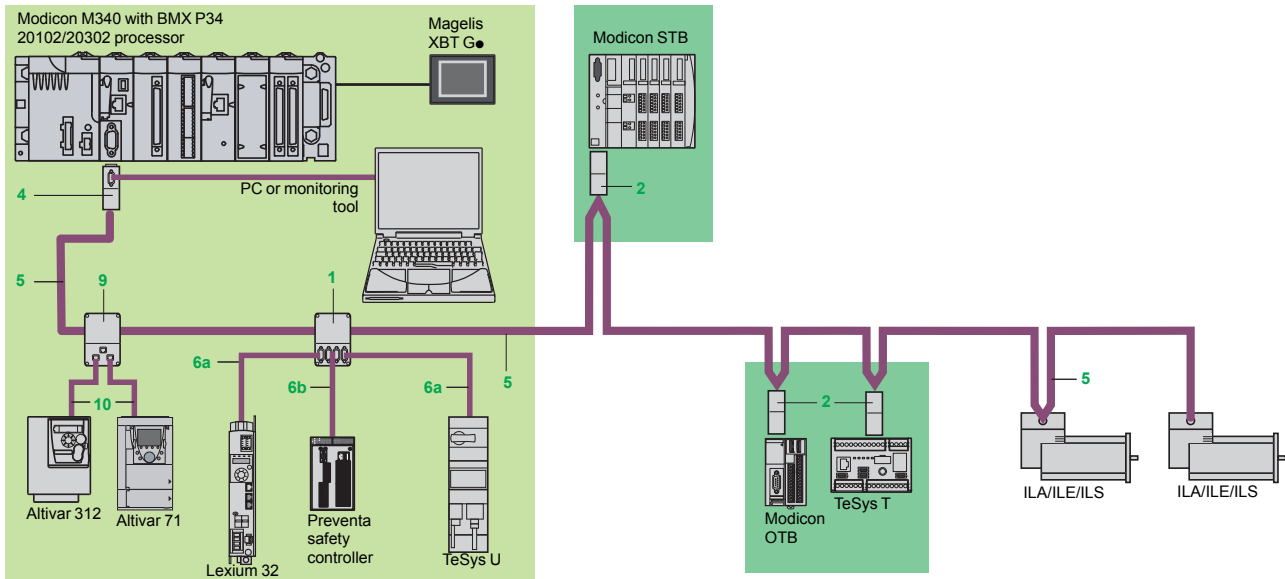 Modicon M340 with BMX P34
20102/20302 processor
Magelis
XBT G●
Modicon STB
4
PC or monitoring
tool
2
5
9
1
6a
6b
6a
5
10
2
5
Altivar 312
Altivar 71
Lexium 32
Preventa
safety
controller
TeSys U
Modicon
OTB
TeSys T
ILA/ILE/ILS
ILA/ILE/ILS